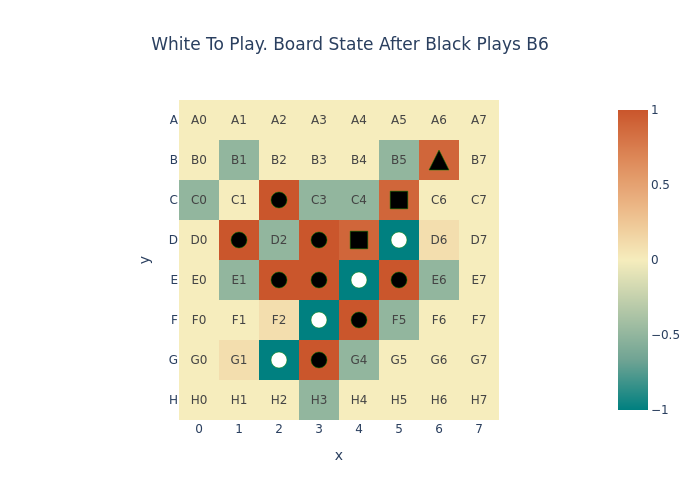 White To Play. Board State After Black Plays B6
A A0 A1 A2 A3 A4 A5 A6 A7
B B0 B1 B2 B3 B4 B5 B7
C C0 C1 C3 C4 C6 C7
D D0 D2 D6 D7
E E0 E1 E6 E7
F F0 F1 F2 F5 F6 F7
G G0 G1 G4 G5 G6 G7
H H0 H1 H2 H3 H4 H5 H6 H7
0 1 2 3 4 5 6 7
x
y
1
0.5
0
−0.5
−1